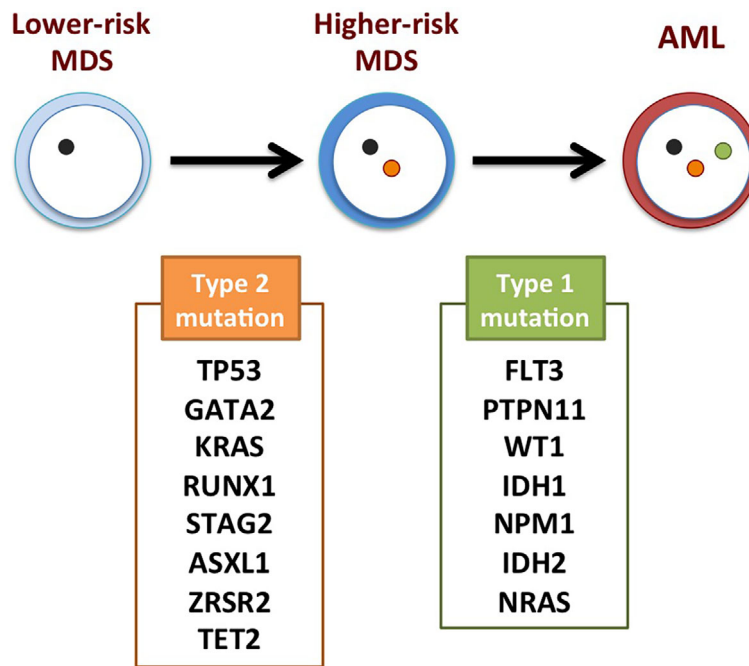 Lower-risk
MDS
Higher-risk
MDS
AML
Type 2
mutation
TP53
GATA2
KRAS
RUNX1
STAG2
ASXL1
ZRSR2
TET2
Type 1
mutation
FLT3
PTPN11
WT1
IDH1
NPM1
IDH2
NRAS